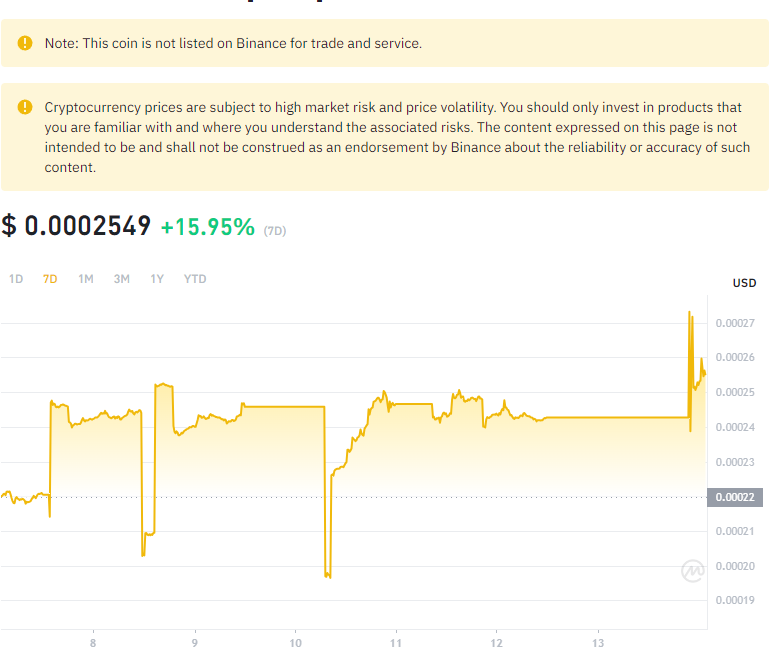 Note: This coin is not listed on Binance for trade and service.
Cryptocurrency prices are subject to high market risk and price volatility. You should only invest in products that
you are familiar with and where you understand the associated risks. The content expressed on this page is not
intended to be and shall not be construed as an endorsement by Binance about the reliability or accuracy of such
content.
$ 0.0002549 +15.95% (7D)
1D 7D 1M 3M 1Y YTD
USD
0.00027
0.00026
0.00025
0.00024
0.00023
0.00022
0.00021
0.00020
0.00019
8 9 10 11 12 13